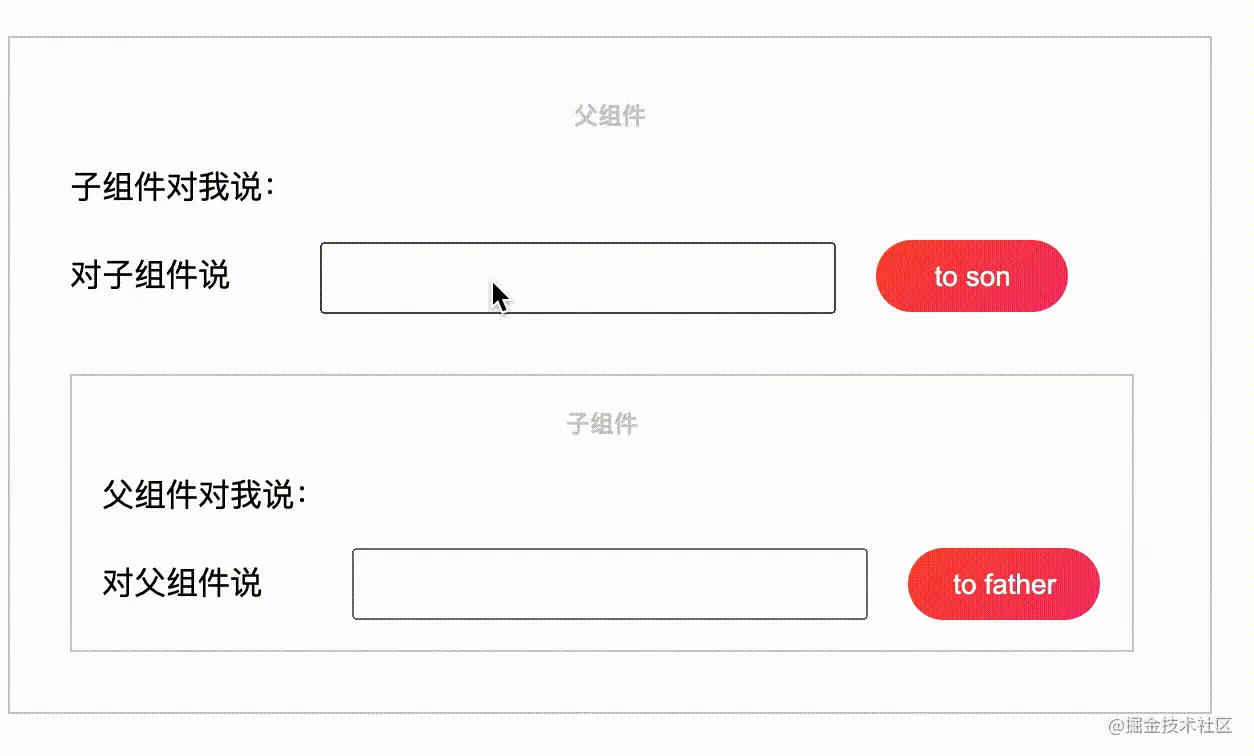 父组件
子组件对我说：
对子组件说 to son
子组件
父组件对我说：
对父组件说 to father
@掘金技术社区